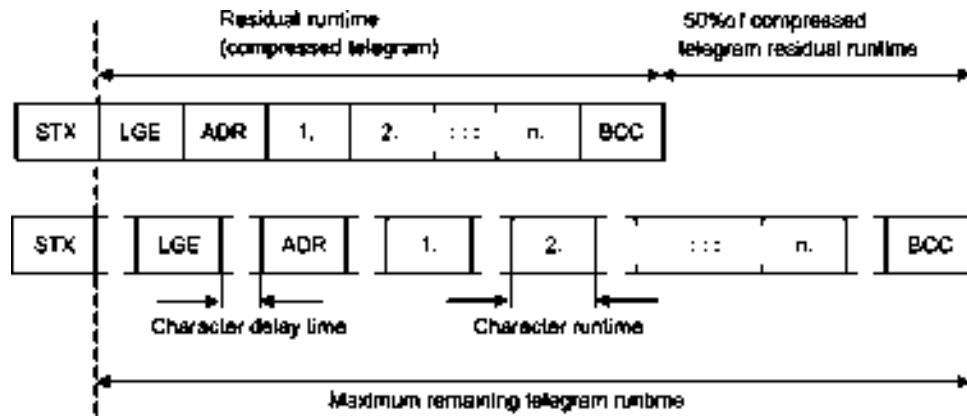 Residual runtime
(compressed telegram)
50% of compressed
telegram residual runtime
STX LGE ADR 1. 2. : : : n. BCC
STX LGE ADR 1. 2. : : : n. BCC
Character delay time
Character runtime
Maximum remaining telegram runtime